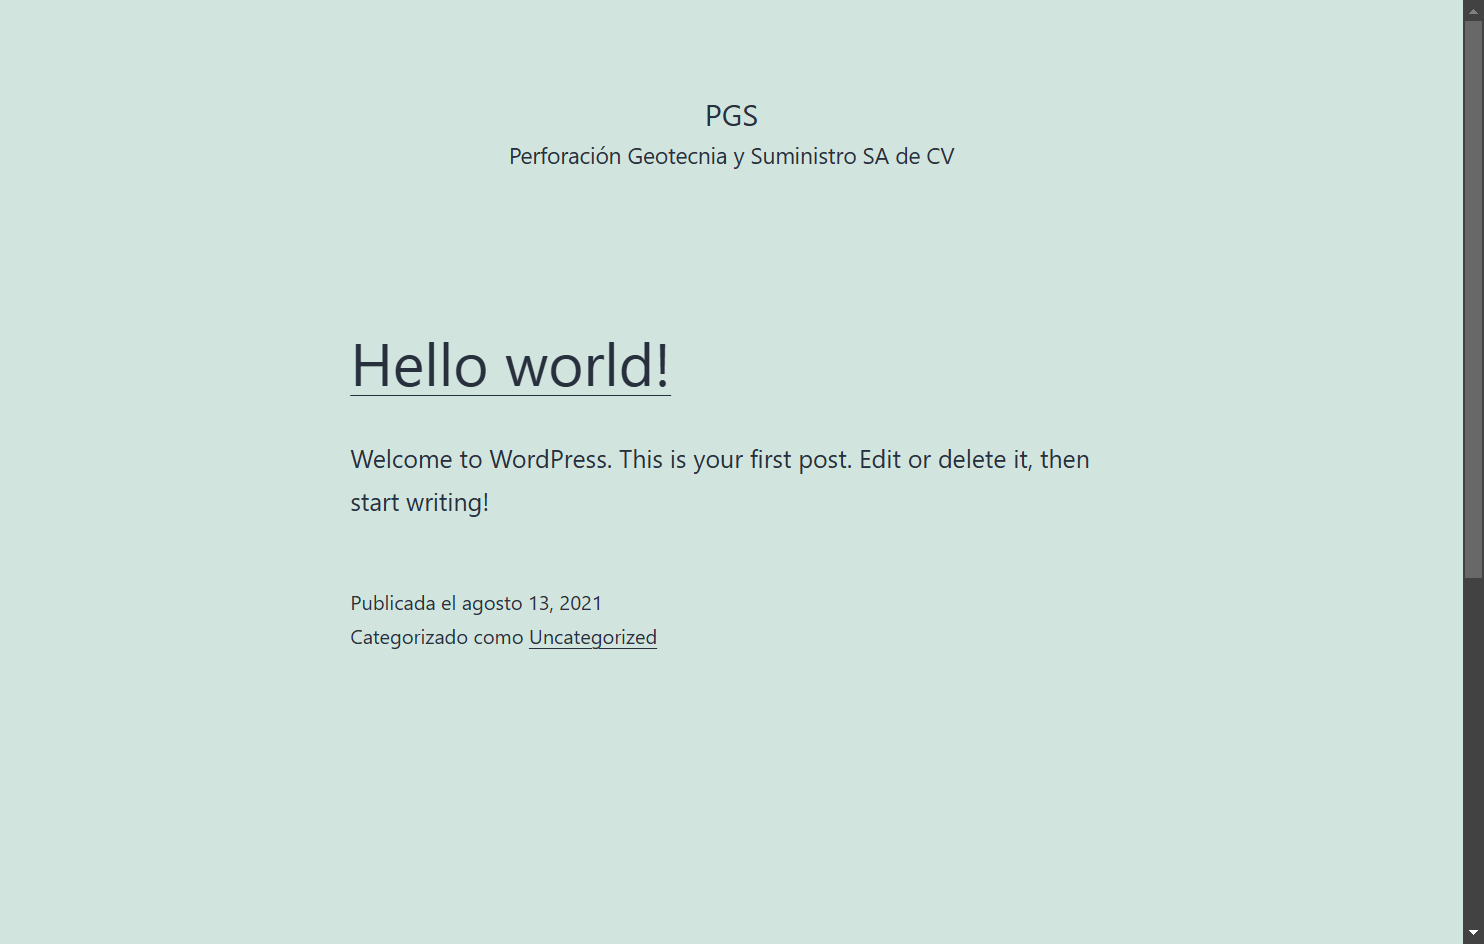 PGS
Perforación Geotecnia y Suministro SA de CV
Hello world!
Welcome to WordPress. This is your first post. Edit or delete it, then
start writing!
Publicada el agosto 13, 2021
Categorizado como Uncategorized